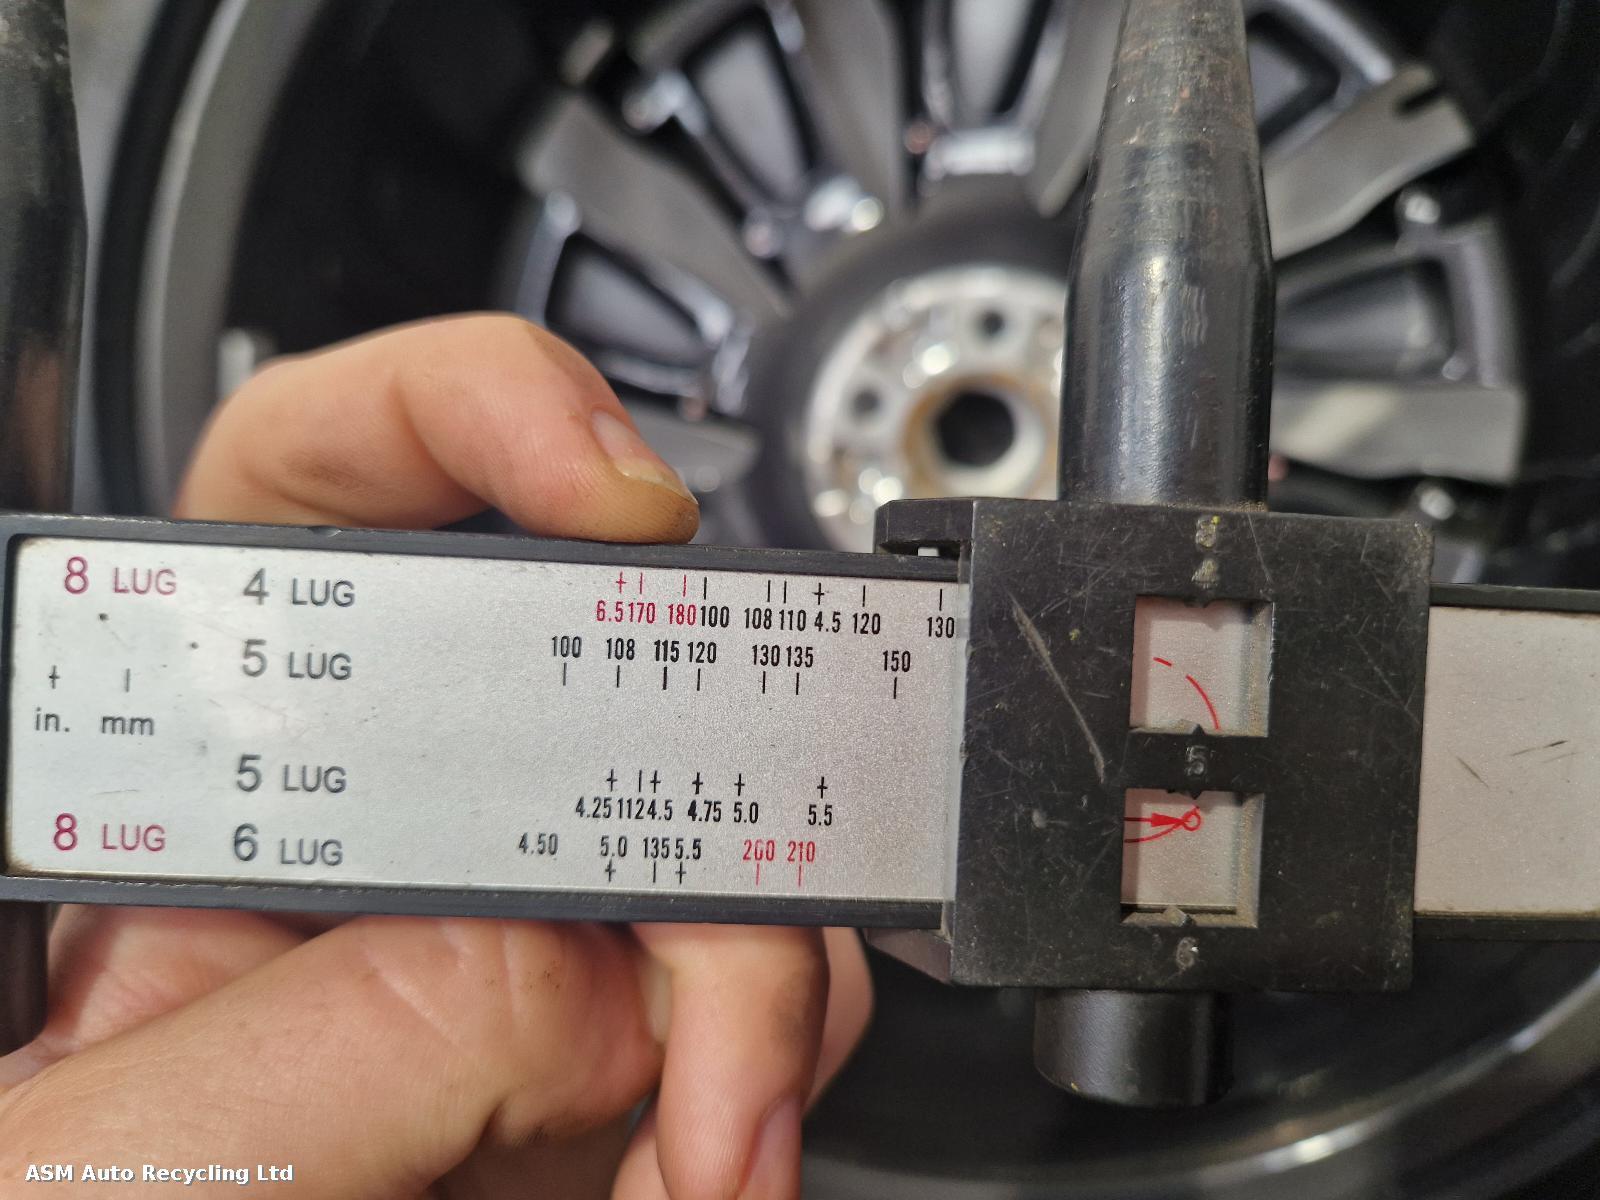 8 LUG 4 LUG
6.5 170 180 100 108 110 4.5 120 130
5 LUG
100 108 115 120 130 135 150
in. mm
5 LUG
4.25 112 4.5 4.75 5.0 5.5
8 LUG 6 LUG
4.50 5.0 135 5.5 200 210
4
5
6
ASM Auto Recycling Ltd